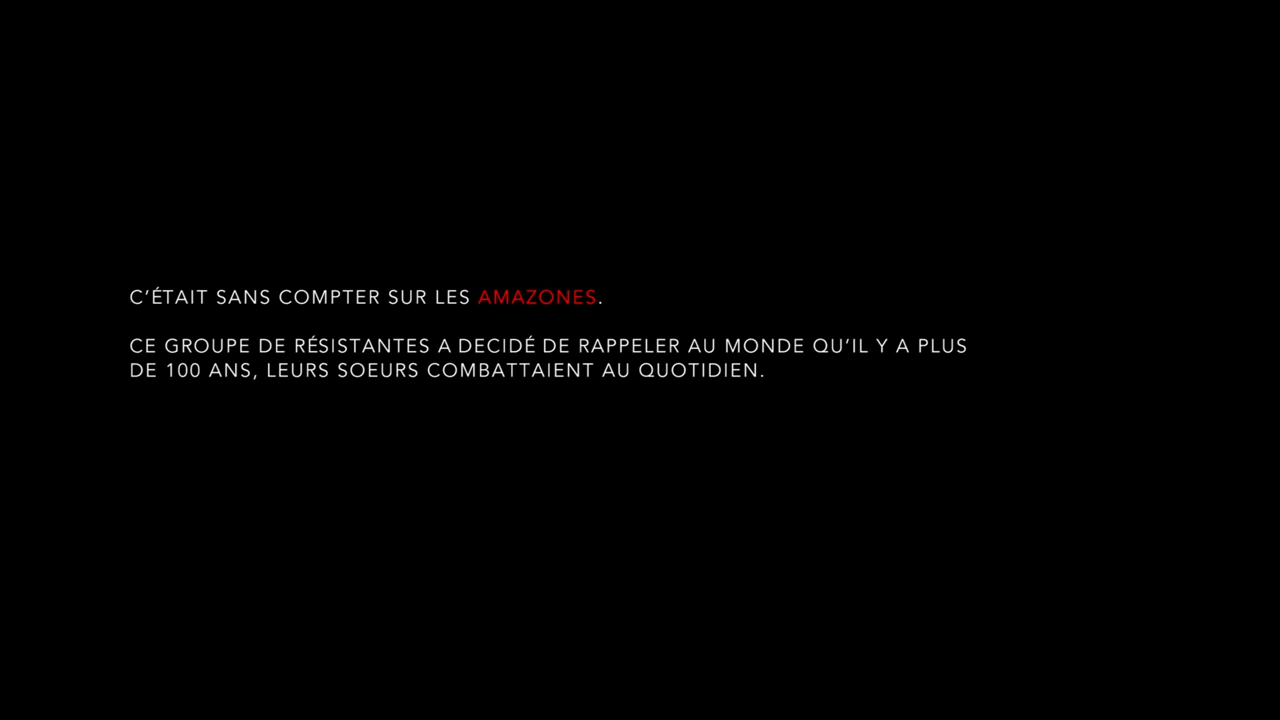 C’ÉTAIT SANS COMPTER SUR LES AMAZONES.
CE GROUPE DE RÉSISTANTES A DECIDÉ DE RAPPELER AU MONDE QU’IL Y A PLUS
DE 100 ANS, LEURS SOEURS COMBATTAIENT AU QUOTIDIEN.